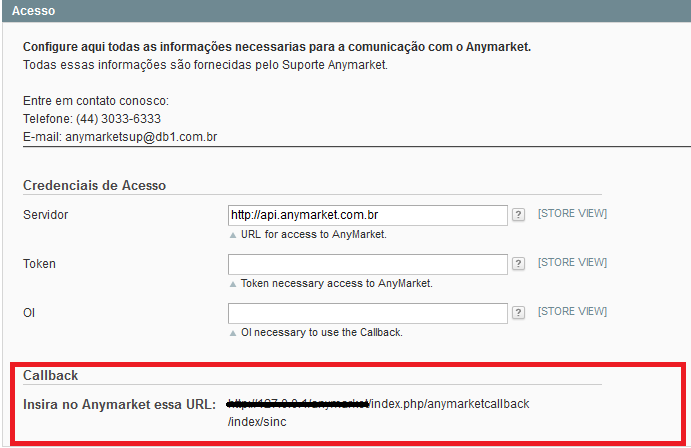 Acesso
Configure aqui todas as informações necessarias para a comunicação com o Anymarket.
Todas essas informações são fornecidas pelo Suporte Anymarket.
Entre em contato conosco:
Telefone: (44) 3033-6333
E-mail: anymarketsup@db1.com.br
Credenciais de Acesso
Servidor http://api.anymarket.com.br ? [STORE VIEW]
URL for access to AnyMarket.
Token ? [STORE VIEW]
Token necessary access to AnyMarket.
OI ? [STORE VIEW]
OI necessary to use the Callback.
Callback
Insira no Anymarket essa URL: /index.php/anymarketcallback
/index/sinc